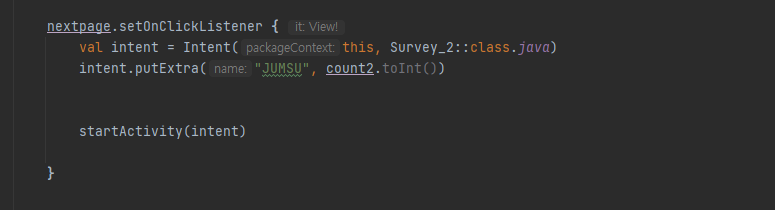 nextpage.setOnClickListener { it: View!
val intent = Intent( packageContext: this, Survey_2::class.java)
intent.putExtra( name: "JUMSU", count2.toInt())
startActivity(intent)
}